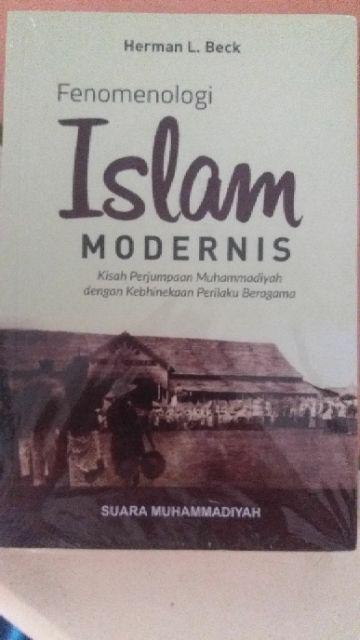 Herman L. Beck
Fenomenologi
Islam
MODERNIS
Kisah Perjumpaan Muhammadiyah
dengan Kebhinekaan Perilaku Beragama
SUARA MUHAMMADIYAH